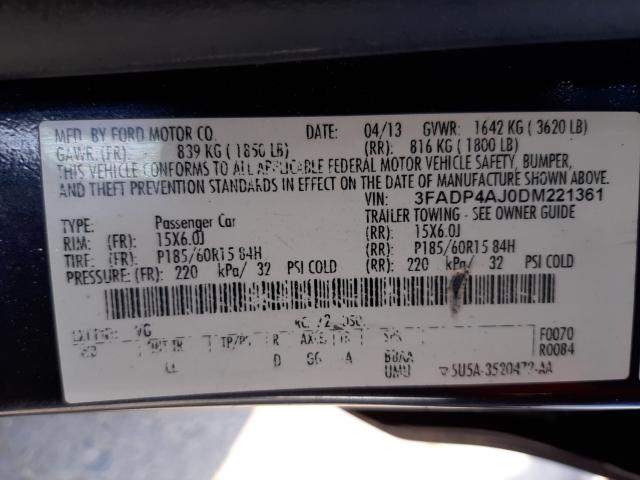 MFD. BY FORD MOTOR CO. DATE: 04/13 GVWR: 1642 KG ( 3620 LB)
GAWR: (FR) 839 KG ( 1850 LB) (RR): 816 KG ( 1800 LB)
THIS VEHICLE CONFORMS TO ALL APPLICABLE FEDERAL MOTOR VEHICLE SAFETY, BUMPER,
AND THEFT PREVENTION STANDARDS IN EFFECT ON THE DATE OF MANUFACTURE SHOWN
VIN: 3FADP4AJ0DM221361
TYPE: Passenger Car TRAILER TOWING - SEE OWNER GUIDE
RIM: (FR): 15X6.0J (RR): 15X6.0J
TIRE: (FR): P185/60R15 84H (RR): P185/60R15 84H
PRESSURE: (FR): 220 kPa/ 32 PSI COLD (RR): 220 kPa/ 32 PSI COLD
VG
F0070
R0084
UMU